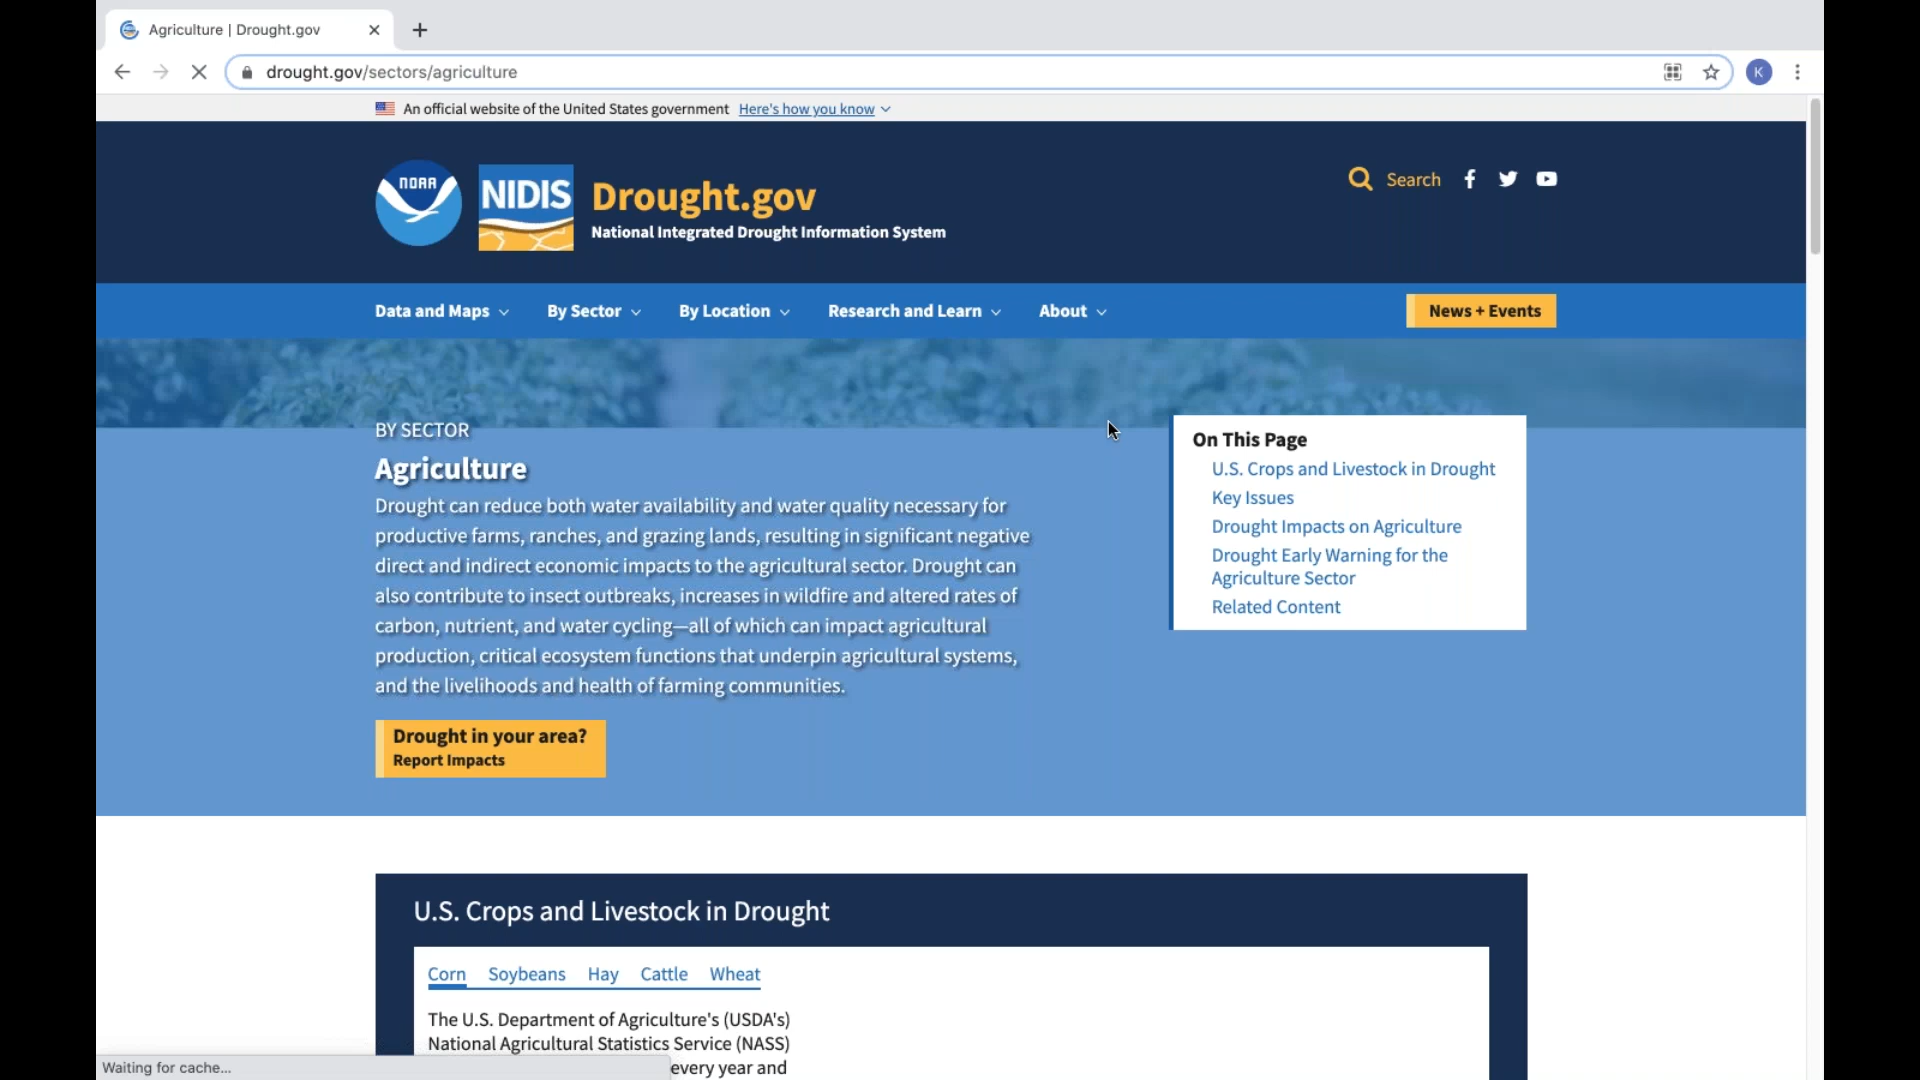 Agriculture | Drought.gov
drought.gov/sectors/agriculture
K
An official website of the United States government Here's how you know
NOAA
NIDIS
Drought.gov
National Integrated Drought Information System
Search
Data and Maps By Sector By Location Research and Learn About News + Events
BY SECTOR
Agriculture
Drought can reduce both water availability and water quality necessary for
productive farms, ranches, and grazing lands, resulting in significant negative
direct and indirect economic impacts to the agricultural sector. Drought can
also contribute to insect outbreaks, increases in wildfire and altered rates of
carbon, nutrient, and water cycling—all of which can impact agricultural
production, critical ecosystem functions that underpin agricultural systems,
and the livelihoods and health of farming communities.
Drought in your area?
Report Impacts
On This Page
U.S. Crops and Livestock in Drought
Key Issues
Drought Impacts on Agriculture
Drought Early Warning for the
Agriculture Sector
Related Content
U.S. Crops and Livestock in Drought
Corn Soybeans Hay Cattle Wheat
The U.S. Department of Agriculture's (USDA's)
National Agricultural Statistics Service (NASS)
every year and
Waiting for cache...